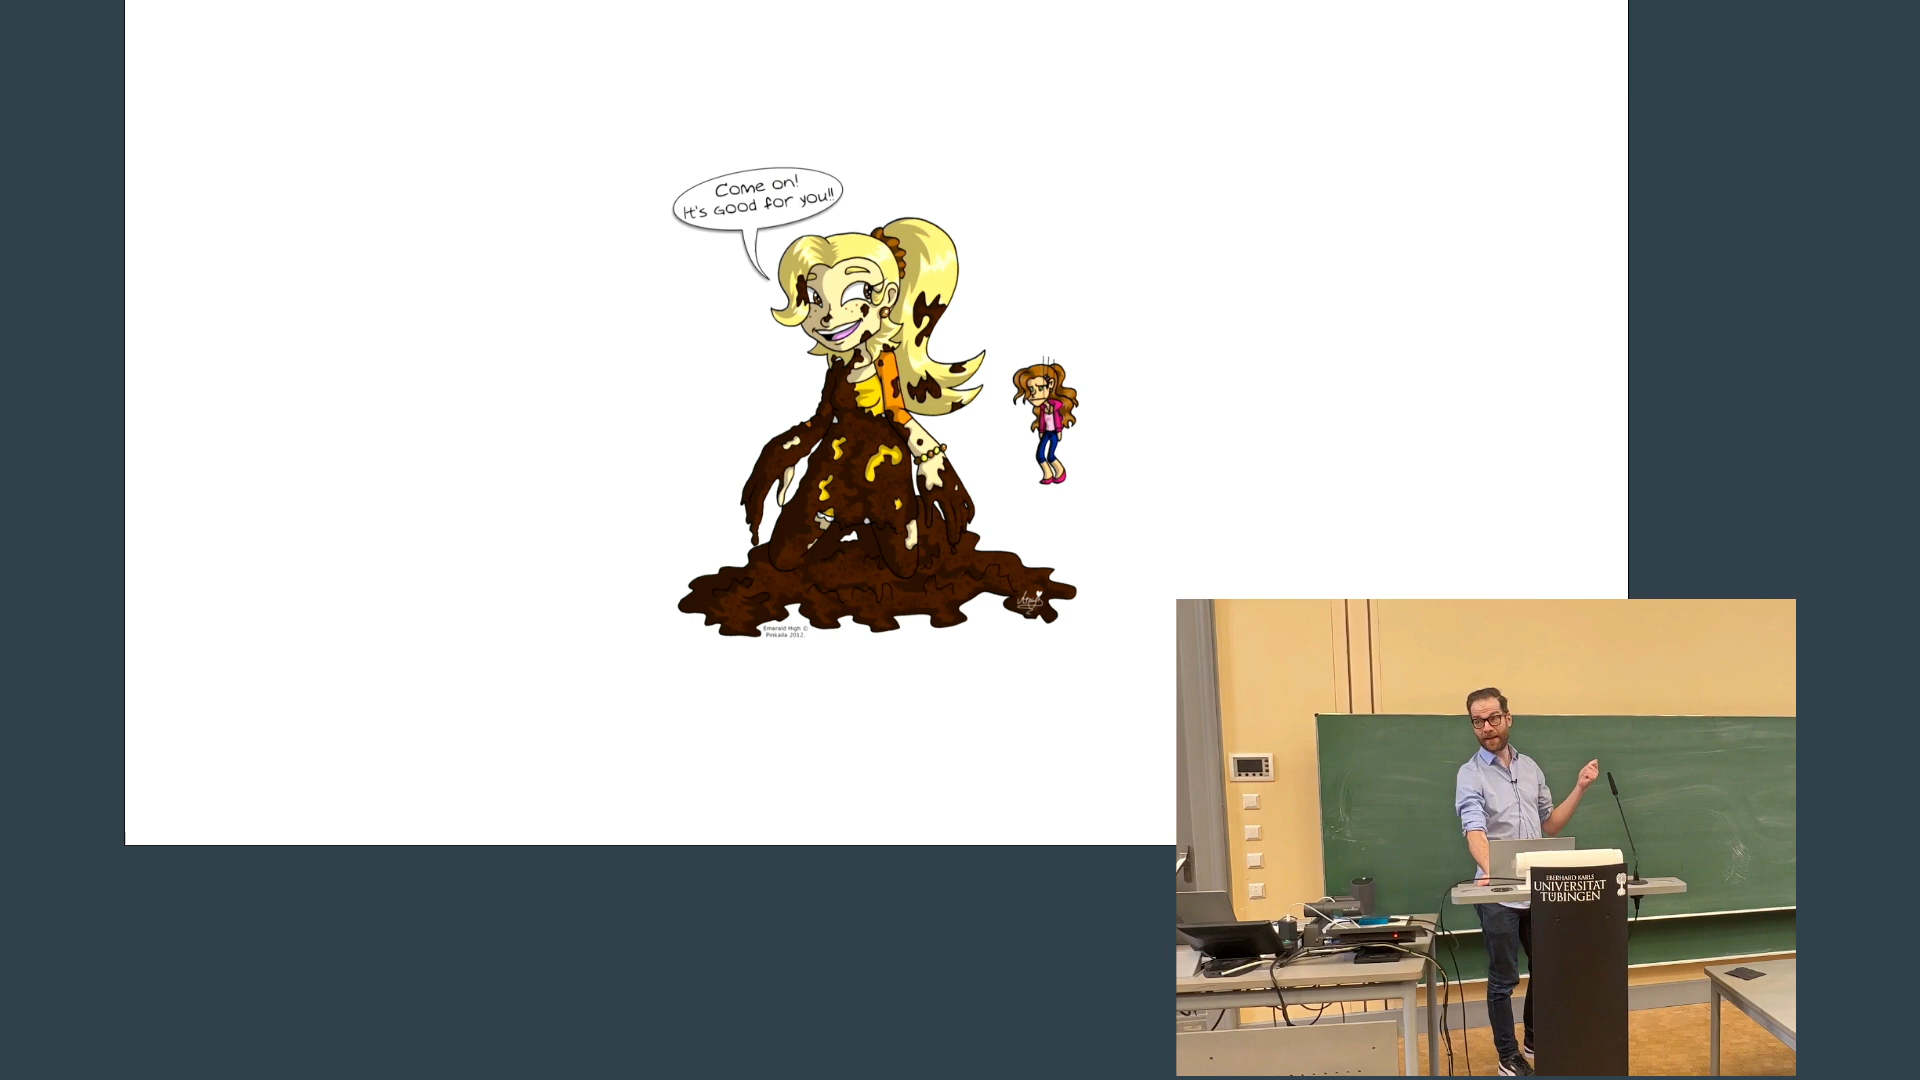 Come on!
It's GOOD for you!!
Emerald High ©
Pinkaila 2012.
EBERHARD KARLS
UNIVERSITÄT
TÜBINGEN